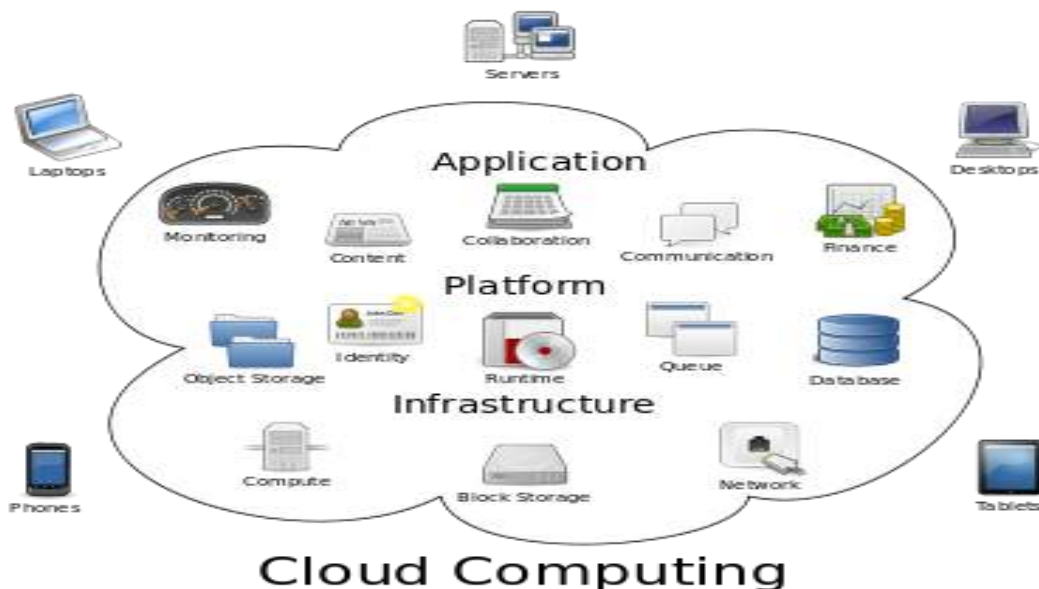 Servers
Laptops
Desktops
Application
Monitoring
Content
Collaboration
Communication
Finance
Platform
Object Storage
Identity
Runtime
Queue
Database
Infrastructure
Compute
Block Storage
Network
Phones
Tablets
Cloud Computing